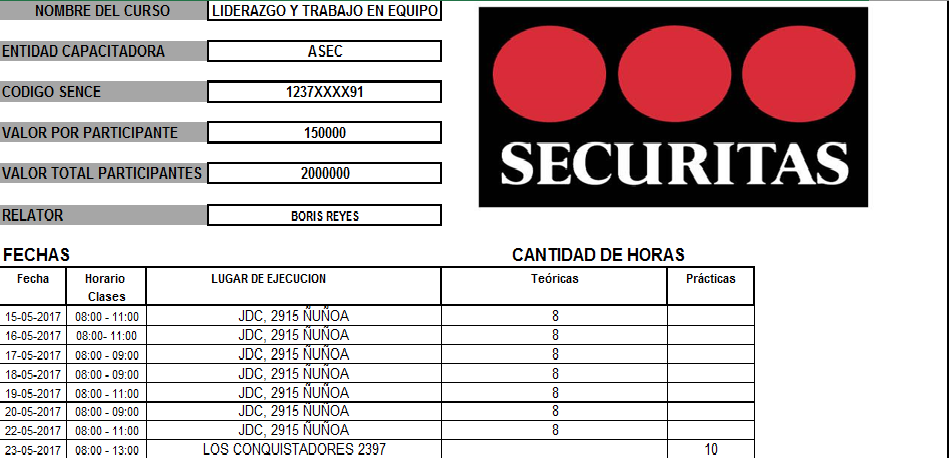 NOMBRE DEL CURSO LIDERAZGO Y TRABAJO EN EQUIPO
ENTIDAD CAPACITADORA ASEC
CODIGO SENCE 1237XXXX91
VALOR POR PARTICIPANTE 150000
VALOR TOTAL PARTICIPANTES 2000000
RELATOR BORIS REYES
SECURITAS
FECHAS CANTIDAD DE HORAS
Fecha Horario Clases LUGAR DE EJECUCION Teóricas Prácticas
15-05-2017 08:00 - 11:00 JDC, 2915 ÑUÑOA 8
16-05-2017 08:00- 11:00 JDC, 2915 ÑUÑOA 8
17-05-2017 08:00 - 09:00 JDC, 2915 ÑUÑOA 8
18-05-2017 08:00 - 09:00 JDC, 2915 ÑUÑOA 8
19-05-2017 08:00 - 11:00 JDC, 2915 ÑUÑOA 8
20-05-2017 08:00 - 09:00 JDC, 2915 ÑUÑOA 8
22-05-2017 08:00 - 11:00 JDC, 2915 ÑUÑOA 8
23-05-2017 08:00 - 13:00 LOS CONQUISTADORES 2397 10